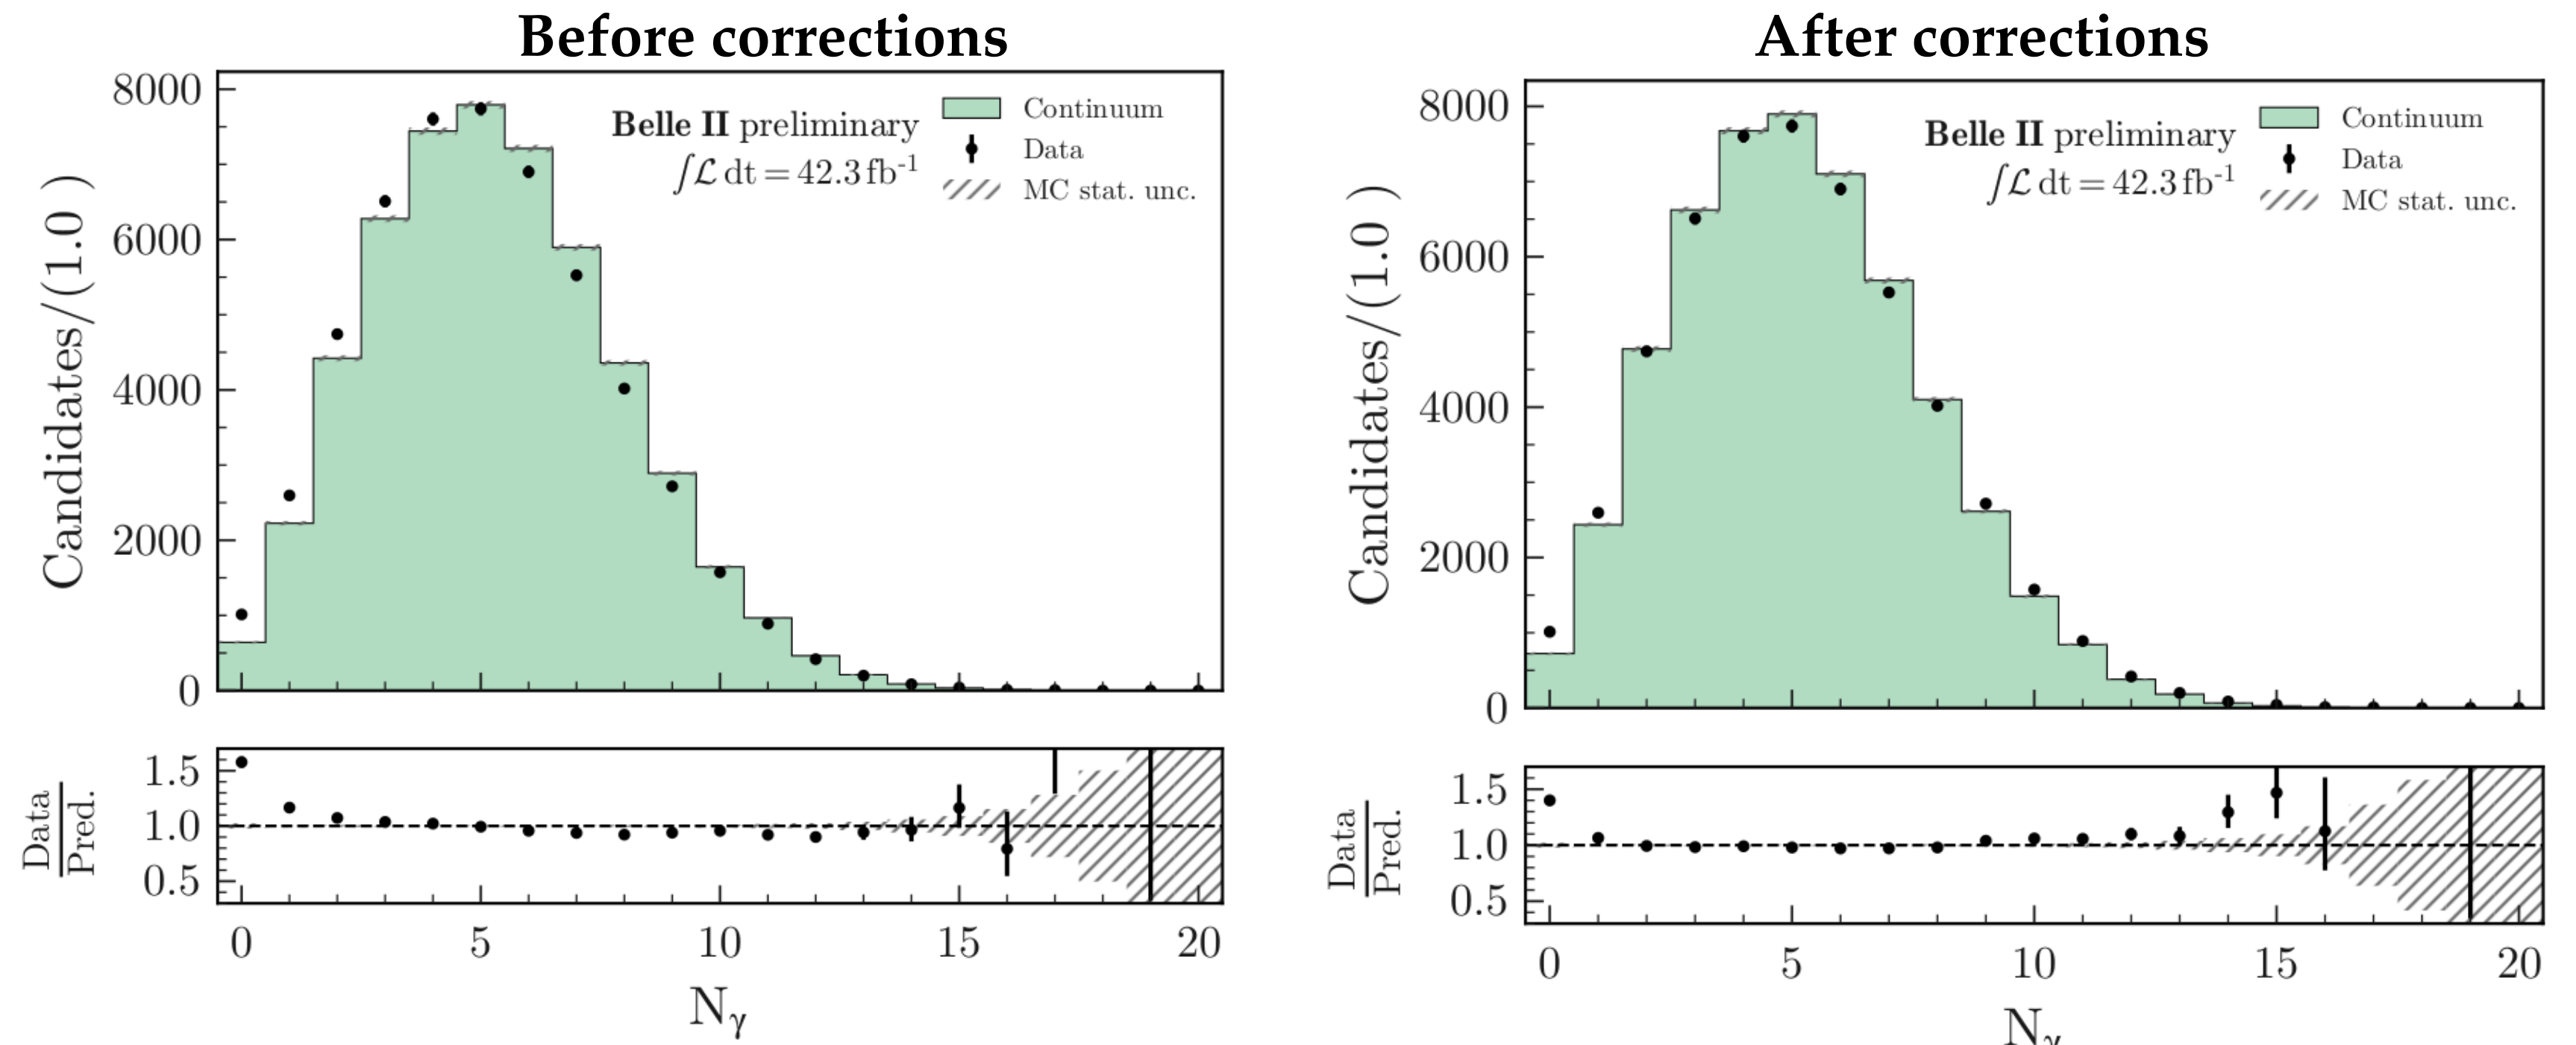 Before corrections
Candidates/(1.0 )
8000
6000
4000
2000
0
Belle II preliminary
∫ℒ dt = 42.3 fb⁻¹
Continuum
Data
MC stat. unc.
Data
Pred.
1.5
1.0
0.5
0 5 10 15 20
Nγ
After corrections
Candidates/(1.0 )
8000
6000
4000
2000
0
Belle II preliminary
∫ℒ dt = 42.3 fb⁻¹
Continuum
Data
MC stat. unc.
Data
Pred.
1.5
1.0
0.5
0 5 10 15 20
Nγ